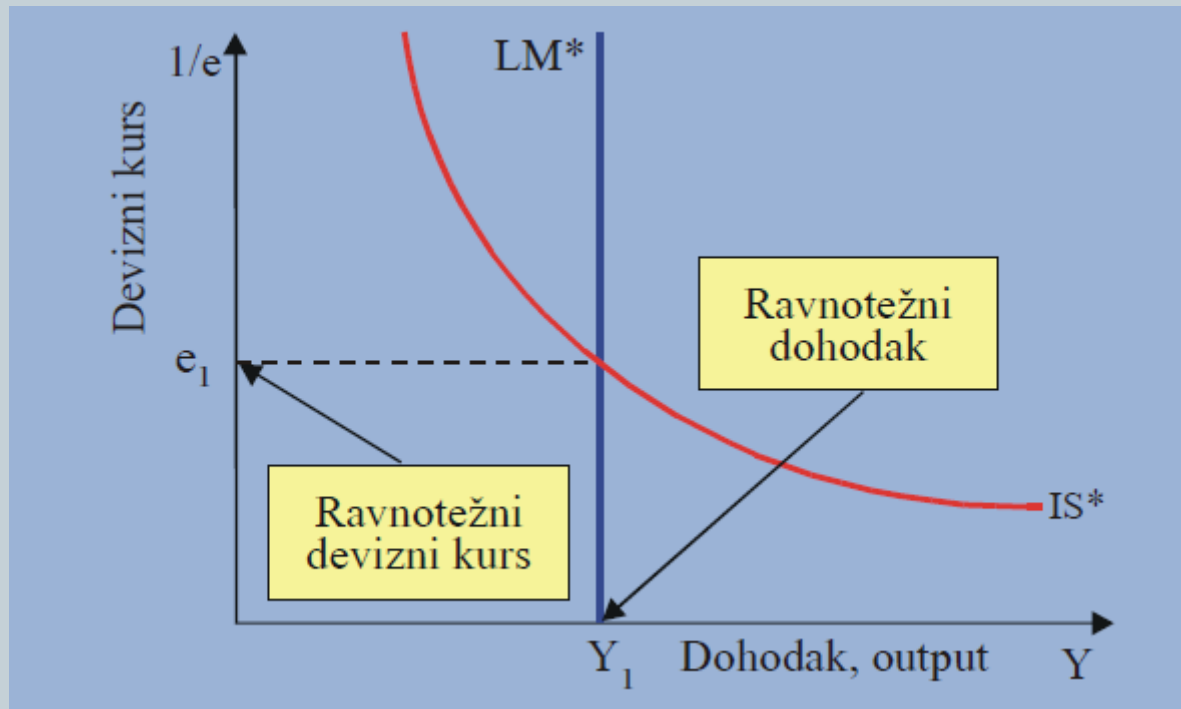 1/e
LM*
Devizni kurs
Ravnotežni
dohodak
e₁
Ravnotežni
devizni kurs
IS*
Y₁ Dohodak, output Y